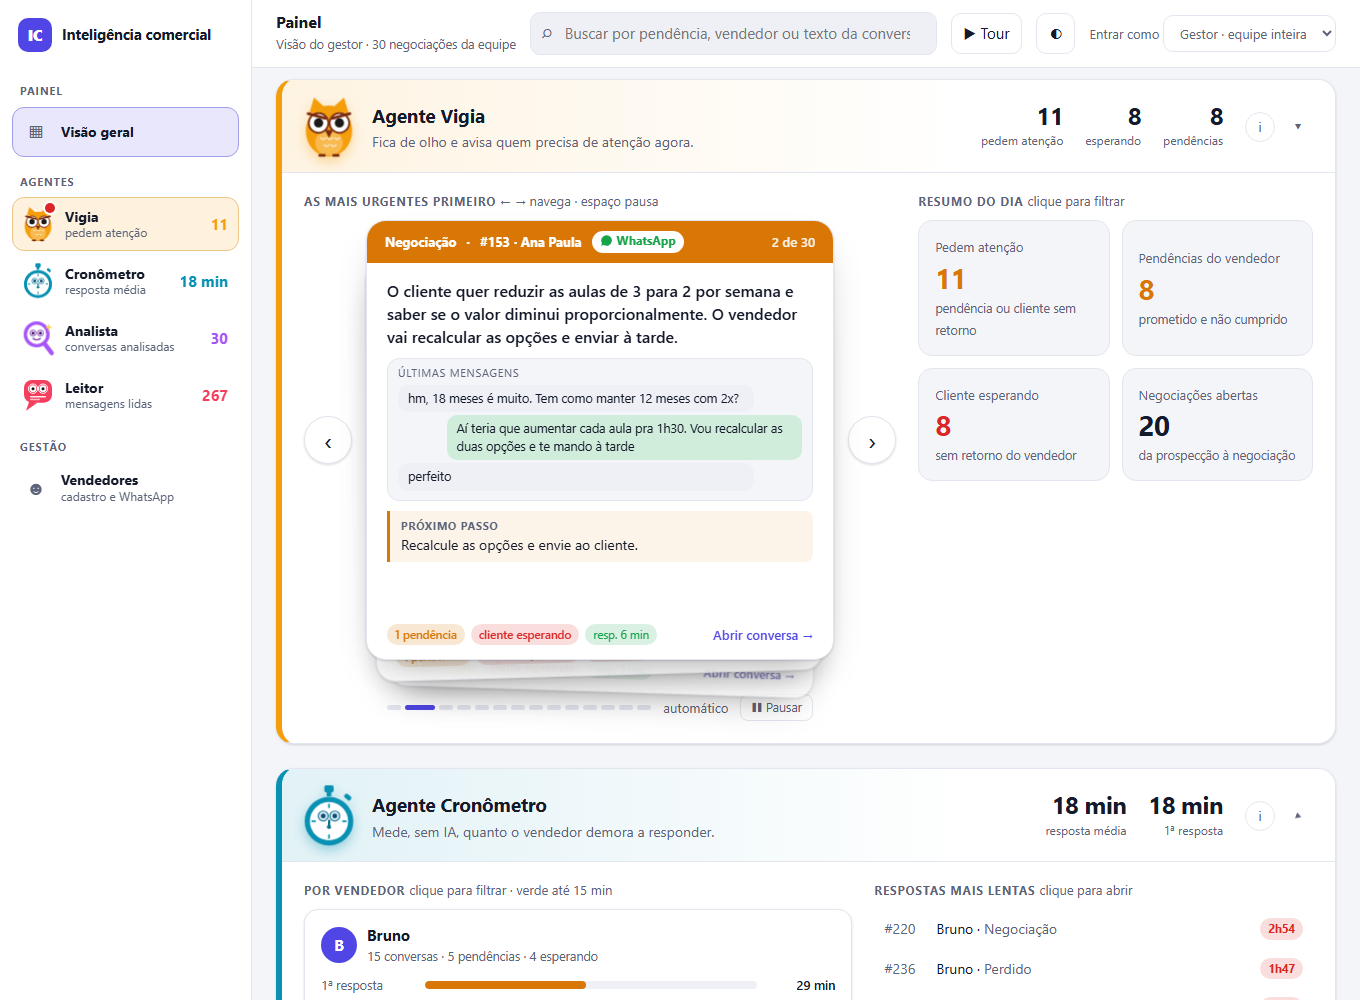 IC
Inteligência comercial
PAINEL
Visão geral
AGENTES
Vigia
pedem atenção
11
Cronômetro
resposta média
18 min
Analista
conversas analisadas
30
Leitor
mensagens lidas
267
GESTÃO
Vendedores
cadastro e WhatsApp
Painel
Visão do gestor · 30 negociações da equipe
Buscar por pendência, vendedor ou texto da convers
▶ Tour
Entrar como
Gestor · equipe inteira
Agente Vigia
Fica de olho e avisa quem precisa de atenção agora.
11
pedem atenção
8
esperando
8
pendências
i
AS MAIS URGENTES PRIMEIRO ← → navega · espaço pausa
Negociação · #153 · Ana Paula
WhatsApp
2 de 30
O cliente quer reduzir as aulas de 3 para 2 por semana e
saber se o valor diminui proporcionalmente. O vendedor
vai recalcular as opções e enviar à tarde.
ÚLTIMAS MENSAGENS
hm, 18 meses é muito. Tem como manter 12 meses com 2x?
Aí teria que aumentar cada aula pra 1h30. Vou recalcular as
duas opções e te mando à tarde
perfeito
PRÓXIMO PASSO
Recalcule as opções e envie ao cliente.
1 pendência
cliente esperando
resp. 6 min
Abrir conversa →
Abrir conversa →
automático
Pausar
RESUMO DO DIA clique para filtrar
Pedem atenção
11
pendência ou cliente sem
retorno
Pendências do vendedor
8
prometido e não cumprido
Cliente esperando
8
sem retorno do vendedor
Negociações abertas
20
da prospecção à negociação
Agente Cronômetro
Mede, sem IA, quanto o vendedor demora a responder.
18 min
resposta média
18 min
1ª resposta
i
POR VENDEDOR clique para filtrar · verde até 15 min
B
Bruno
15 conversas · 5 pendências · 4 esperando
1ª resposta
29 min
RESPOSTAS MAIS LENTAS clique para abrir
#220 Bruno · Negociação 2h54
#236 Bruno · Perdido 1h47